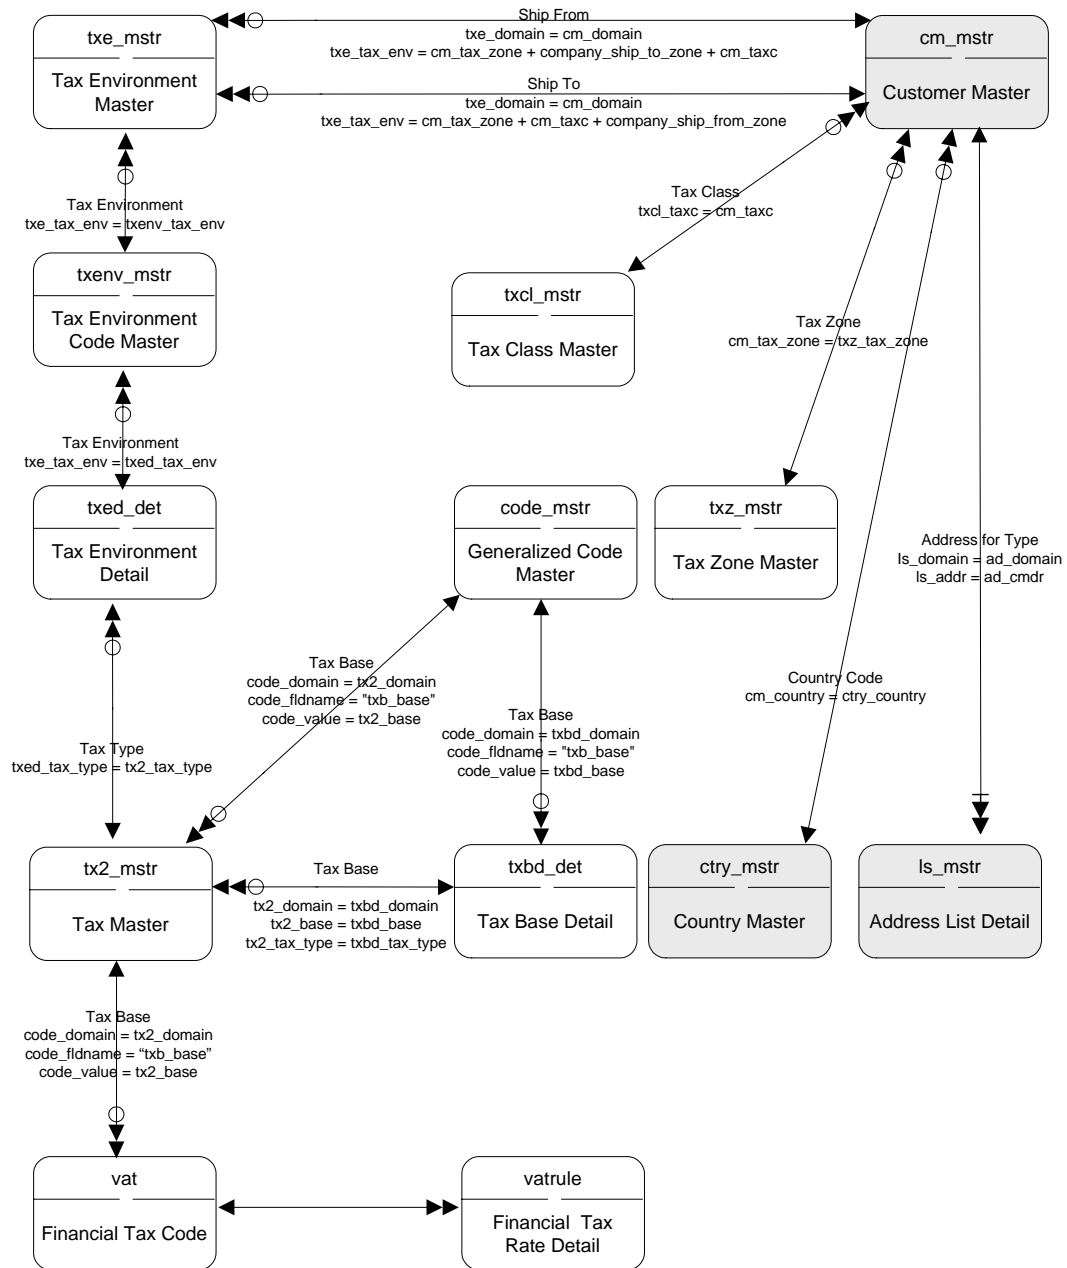 Ship From
txe_domain = cm_domain
txe_tax_env = cm_tax_zone + company_ship_to_zone + cm_taxc
txe_mstr
Tax Environment
Master
cm_mstr
Customer Master
Ship To
txe_domain = cm_domain
txe_tax_env = cm_tax_zone + cm_taxc + company_ship_from_zone
Tax Environment
txe_tax_env = txenv_tax_env
Tax Class
txcl_taxc = cm_taxc
txenv_mstr
Tax Environment
Code Master
txcl_mstr
Tax Class Master
Tax Zone
cm_tax_zone = txz_tax_zone
Tax Environment
txe_tax_env = txed_tax_env
txed_det
Tax Environment
Detail
code_mstr
Generalized Code
Master
txz_mstr
Tax Zone Master
Address for Type
ls_domain = ad_domain
ls_addr = ad_cmdr
Tax Base
code_domain = tx2_domain
code_fldname = "txb_base"
code_value = tx2_base
Country Code
cm_country = ctry_country
Tax Base
code_domain = txbd_domain
code_fldname = "txb_base"
code_value = txbd_base
Tax Type
txed_tax_type = tx2_tax_type
tx2_mstr
Tax Master
Tax Base
tx2_domain = txbd_domain
tx2_base = txbd_base
tx2_tax_type = txbd_tax_type
txbd_det
Tax Base Detail
ctry_mstr
Country Master
ls_mstr
Address List Detail
Tax Base
code_domain = tx2_domain
code_fldname = “txb_base”
code_value = tx2_base
vat
Financial Tax Code
vatrule
Financial Tax
Rate Detail